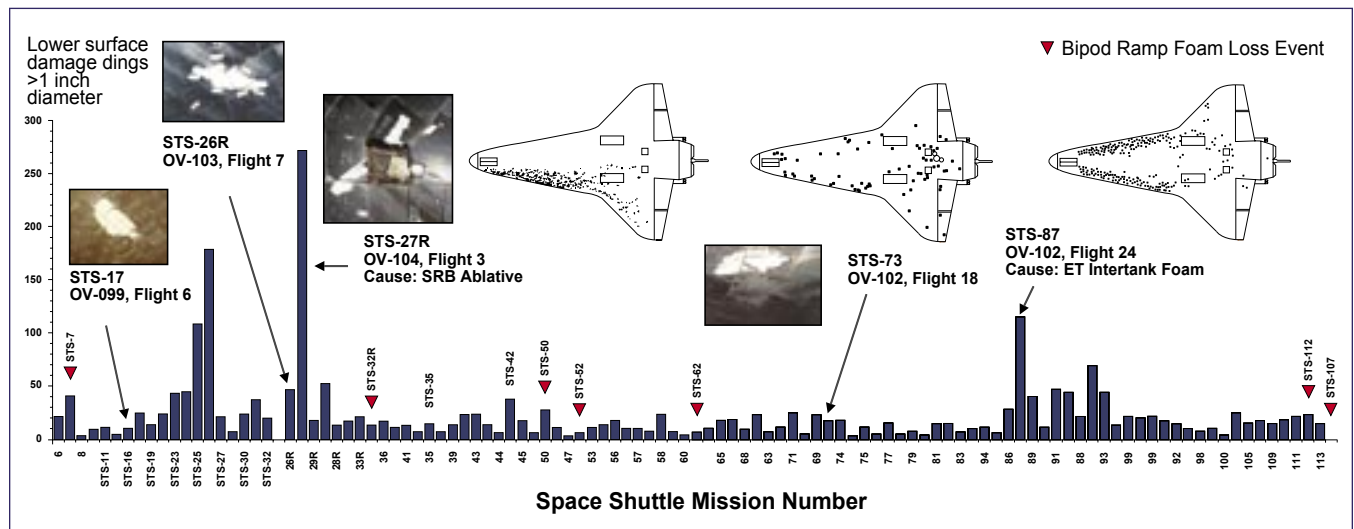 Lower surface
damage dings
>1 inch
diameter
Bipod Ramp Foam Loss Event
STS-26R
OV-103, Flight 7
STS-17
OV-099, Flight 6
STS-27R
OV-104, Flight 3
Cause: SRB Ablative
STS-73
OV-102, Flight 18
STS-87
OV-102, Flight 24
Cause: ET Intertank Foam
300
250
200
150
100
50
0
STS-7
STS-32R
STS-35
STS-42
STS-50
STS-52
STS-62
STS-112
STS-107
6
8
STS-11
STS-16
STS-19
STS-23
STS-25
STS-27
STS-30
STS-32
26R
29R
28R
33R
36
41
35
39
43
44
45
50
47
53
56
57
58
60
65
68
71
69
74
75
77
79
81
83
94
86
88
93
99
92
98
100
105
109
111
113
Space Shuttle Mission Number